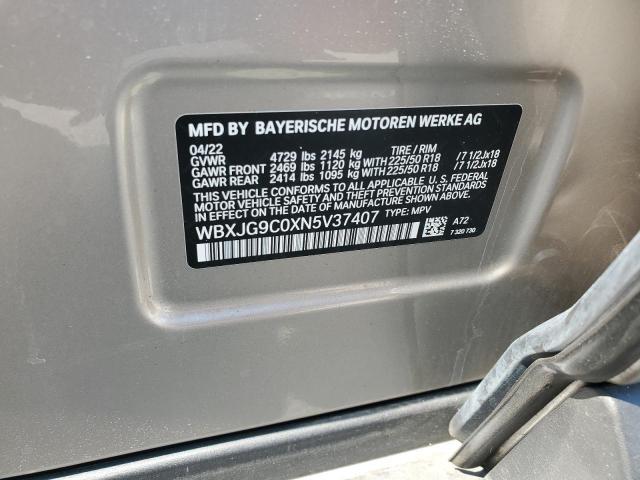 MFD BY BAYERISCHE MOTOREN WERKE AG
04/22 TIRE / RIM
GVWR 4729 lbs 2145 kg
GAWR FRONT 2469 lbs 1120 kg WITH 225/50 R18 /7 1/2Jx18
GAWR REAR 2414 lbs 1095 kg WITH 225/50 R18 /7 1/2Jx18
THIS VEHICLE CONFORMS TO ALL APPLICABLE U.S. FEDERAL
MOTOR VEHICLE SAFETY, BUMPER, AND THEFT PREVENTION STANDARDS
IN EFFECT ON THE DATE OF MANUFACTURE SHOWN ABOVE.
WBXJG9C0XN5V37407 TYPE: MPV
A72
7 320 730